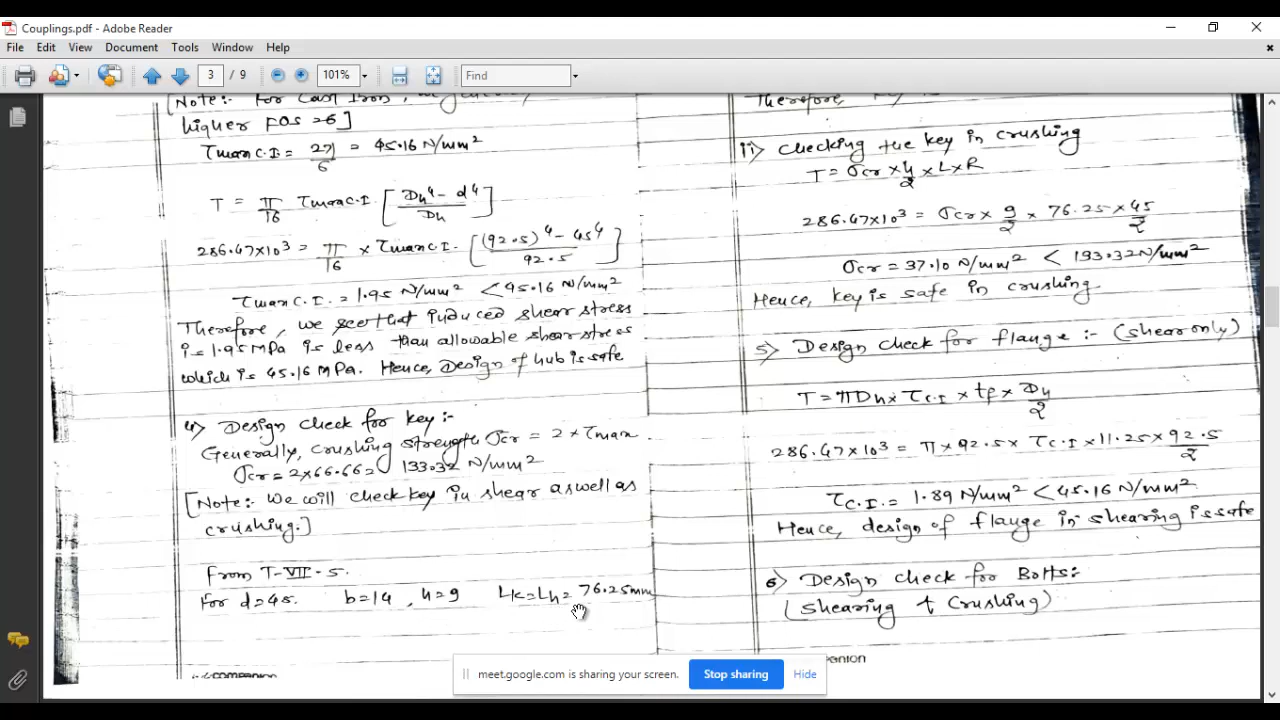 Couplings.pdf - Adobe Reader
File Edit View Document Tools Window Help
3 / 9 101% Find
[Note:- For Cast Iron,
higher FOS = 6]
τmax C.I = 271/6 = 45.16 N/mm²
T = π/16 τmax C.I. [Dh⁴ - d⁴/Dh]
286.47×10³ = π/16 × τmax C.I. [(92.5)⁴ - 45⁴/92.5]
τmax C.I. = 1.95 N/mm² < 45.16 N/mm²
Therefore, we see that induced shear stress
is 1.95 MPa is less than allowable shear stress
which is 45.16 MPa. Hence, Design of hub is safe
4) Design check for key:-
Generally, crushing strength σcr = 2 × τmax
σcr = 2×66.66 = 133.32 N/mm²
[Note:- We will check key in shear as well as
crushing.]
From T-VII-5.
For d=45. b=14, h=9 Lk=Lh= 76.25mm
Therefore,
ii) Checking the key in crushing
T = σcr × h/2 × L × R
286.47×10³ = σcr × 9/2 × 76.25 × 45/2
σcr = 37.10 N/mm² < 133.32 N/mm²
Hence, key is safe in crushing
5) Design check for flange :- (shear only)
T = πDh × τC.I × tf × Dh/2
286.47×10³ = π×92.5× τC.I × 11.25 × 92.5/2
τC.I. = 1.89 N/mm² < 45.16 N/mm²
Hence, design of flange in shearing is safe
6) Design check for Bolts:
(shearing & Crushing)
meet.google.com is sharing your screen. Stop sharing Hide